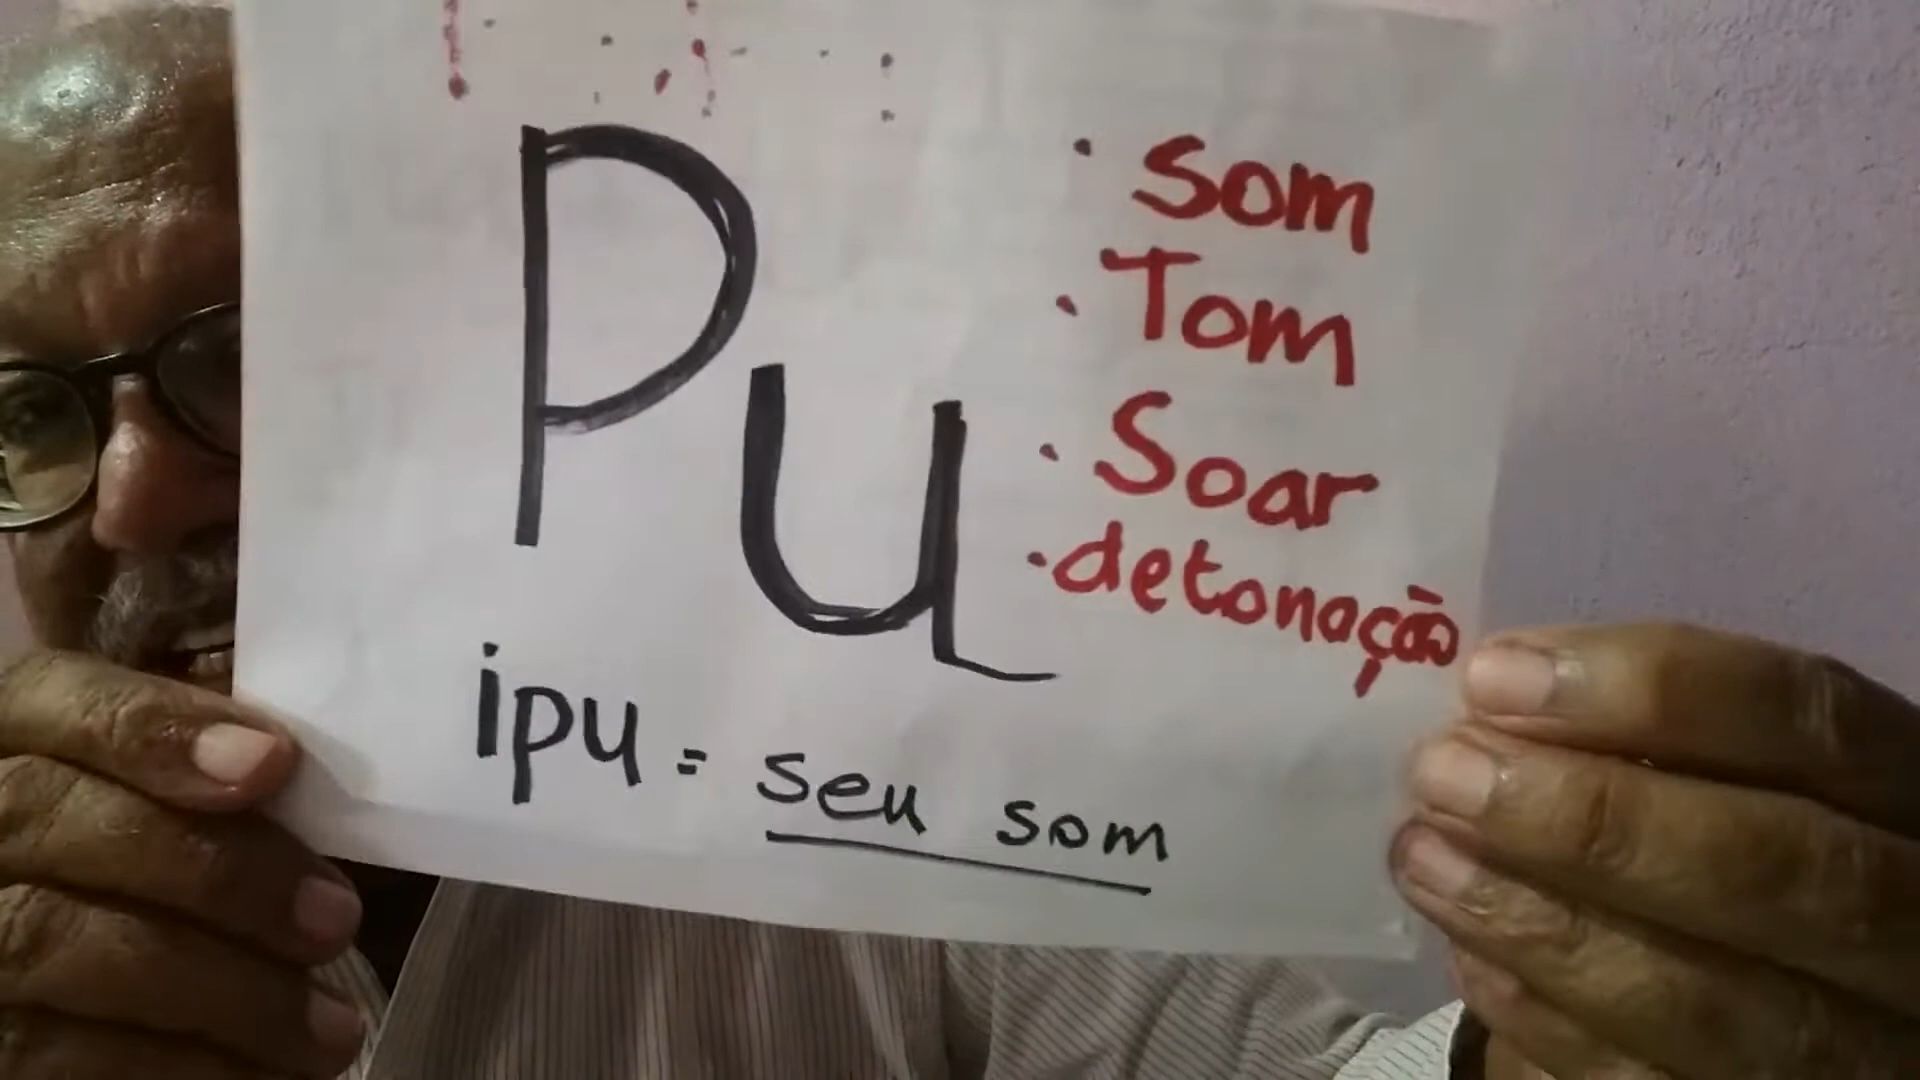 Pu
• som
• Tom
• Soar
• detonação
ipu = seu som